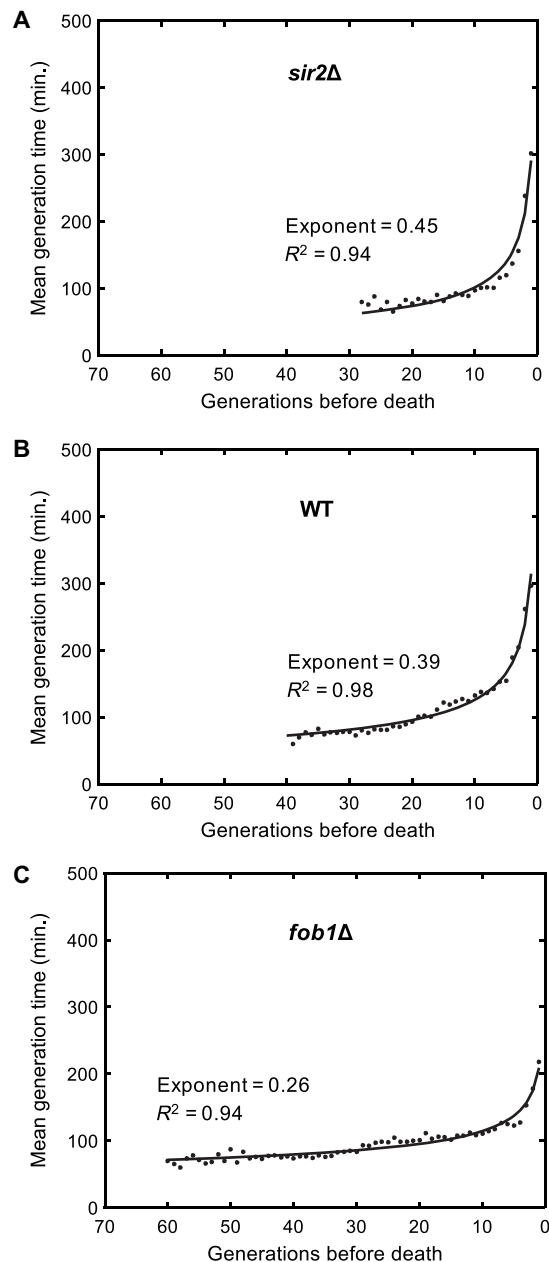 A
500
400
300
200
100
0
70 60 50 40 30 20 10 0
Mean generation time (min.)
Generations before death
sir2Δ
Exponent = 0.45
R² = 0.94
B
500
400
300
200
100
0
70 60 50 40 30 20 10 0
Mean generation time (min.)
Generations before death
WT
Exponent = 0.39
R² = 0.98
C
500
400
300
200
100
0
70 60 50 40 30 20 10 0
Mean generation time (min.)
Generations before death
fob1Δ
Exponent = 0.26
R² = 0.94